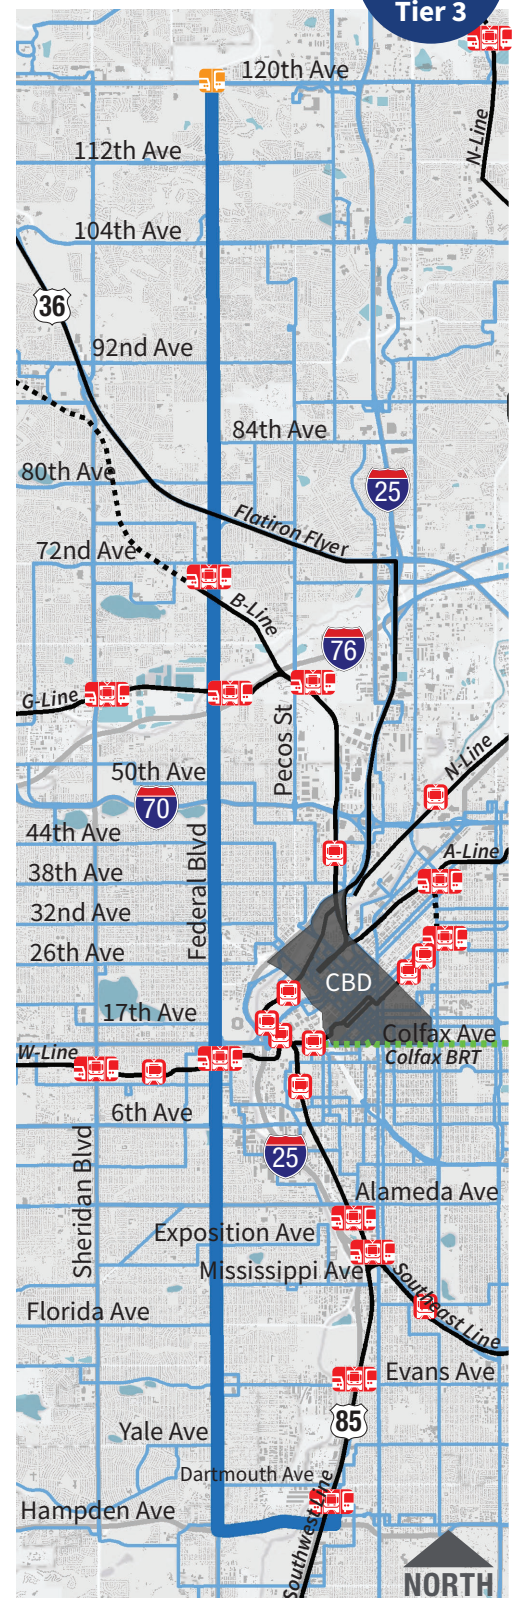 Tier 3
120th Ave
N-Line
112th Ave
104th Ave
36
92nd Ave
84th Ave
80th Ave
25
Flatiron Flyer
72nd Ave
B-Line
76
G-Line
Pecos St
N-Line
50th Ave
70
44th Ave
A-Line
38th Ave
Federal Blvd
32nd Ave
26th Ave
CBD
17th Ave
Colfax Ave
W-Line
Colfax BRT
6th Ave
Sheridan Blvd
25
Alameda Ave
Exposition Ave
Mississippi Ave
Southeast Line
Florida Ave
Evans Ave
85
Yale Ave
Dartmouth Ave
Hampden Ave
Southwest Line
NORTH